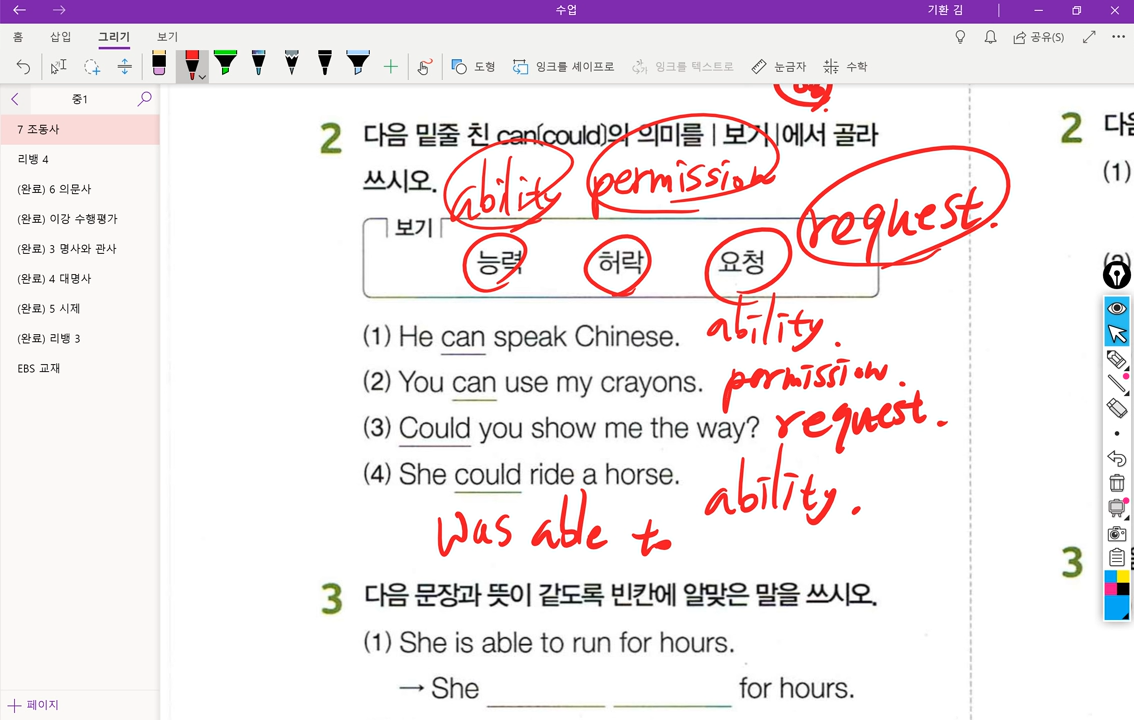 수업
기환 김
홈 삽입 그리기 보기
공유(S)
도형 잉크를 셰이프로 잉크를 텍스트로 눈금자 수학
중1
7 조동사
리뱅 4
(완료) 6 의문사
(완료) 이강 수행평가
(완료) 3 명사와 관사
(완료) 4 대명사
(완료) 5 시제
(완료) 리뱅 3
EBS 교재
페이지
2 다음 밑줄 친 can(could)의 의미를 |보기|에서 골라
쓰시오.
ability permission request.
보기
능력 허락 요청
(1) He can speak Chinese. ability.
(2) You can use my crayons. permission.
(3) Could you show me the way? request.
(4) She could ride a horse. ability.
was able to
3 다음 문장과 뜻이 같도록 빈칸에 알맞은 말을 쓰시오.
(1) She is able to run for hours.
→ She ________ ________ for hours.
2
(1)
3